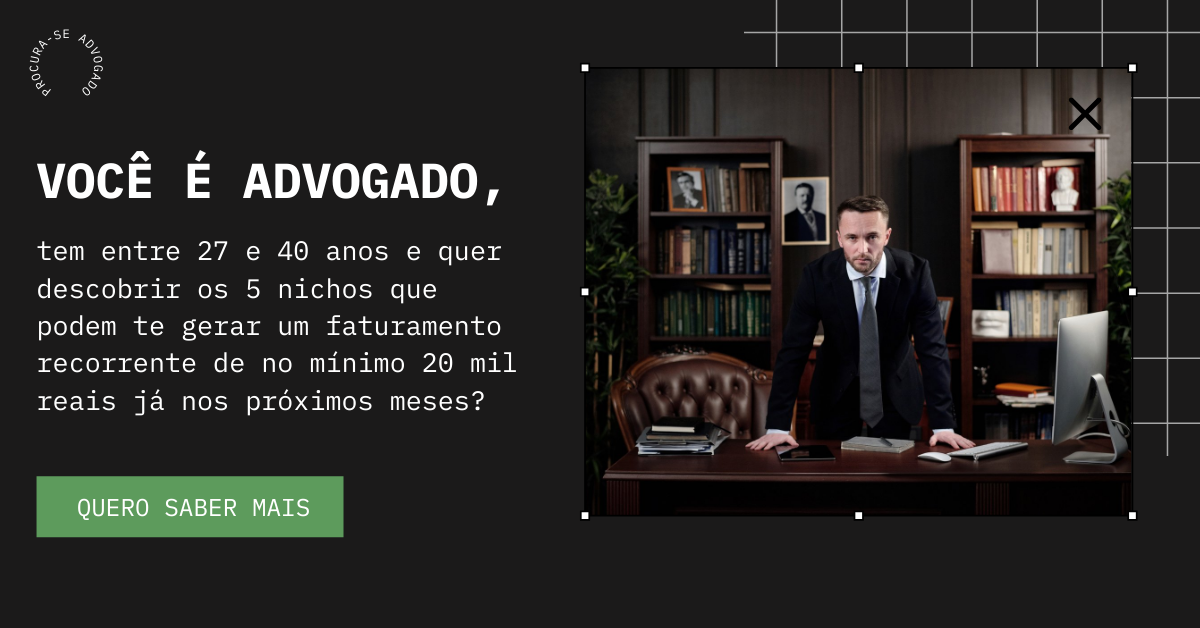 PROCURA-SE ADVOGADO
VOCÊ É ADVOGADO,
tem entre 27 e 40 anos e quer
descobrir os 5 nichos que
podem te gerar um faturamento
recorrente de no mínimo 20 mil
reais já nos próximos meses?
QUERO SABER MAIS